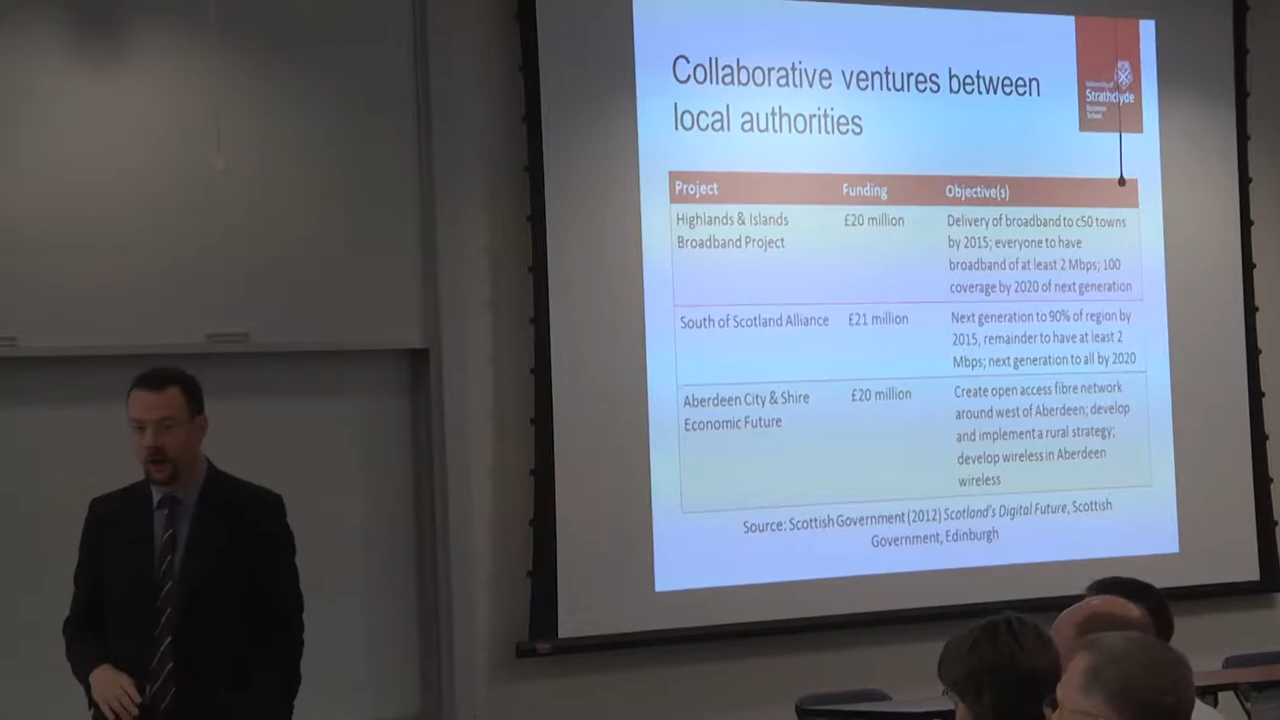 Collaborative ventures between
local authorities
University of
Strathclyde
Business
School
Project Funding Objective(s)
Highlands & Islands £20 million Delivery of broadband to c50 towns
Broadband Project by 2015; everyone to have
broadband of at least 2 Mbps; 100
coverage by 2020 of next generation
South of Scotland Alliance £21 million Next generation to 90% of region by
2015, remainder to have at least 2
Mbps; next generation to all by 2020
Aberdeen City & Shire £20 million Create open access fibre network
Economic Future around west of Aberdeen; develop
and implement a rural strategy;
develop wireless in Aberdeen
wireless
Source: Scottish Government (2012) Scotland's Digital Future, Scottish
Government, Edinburgh